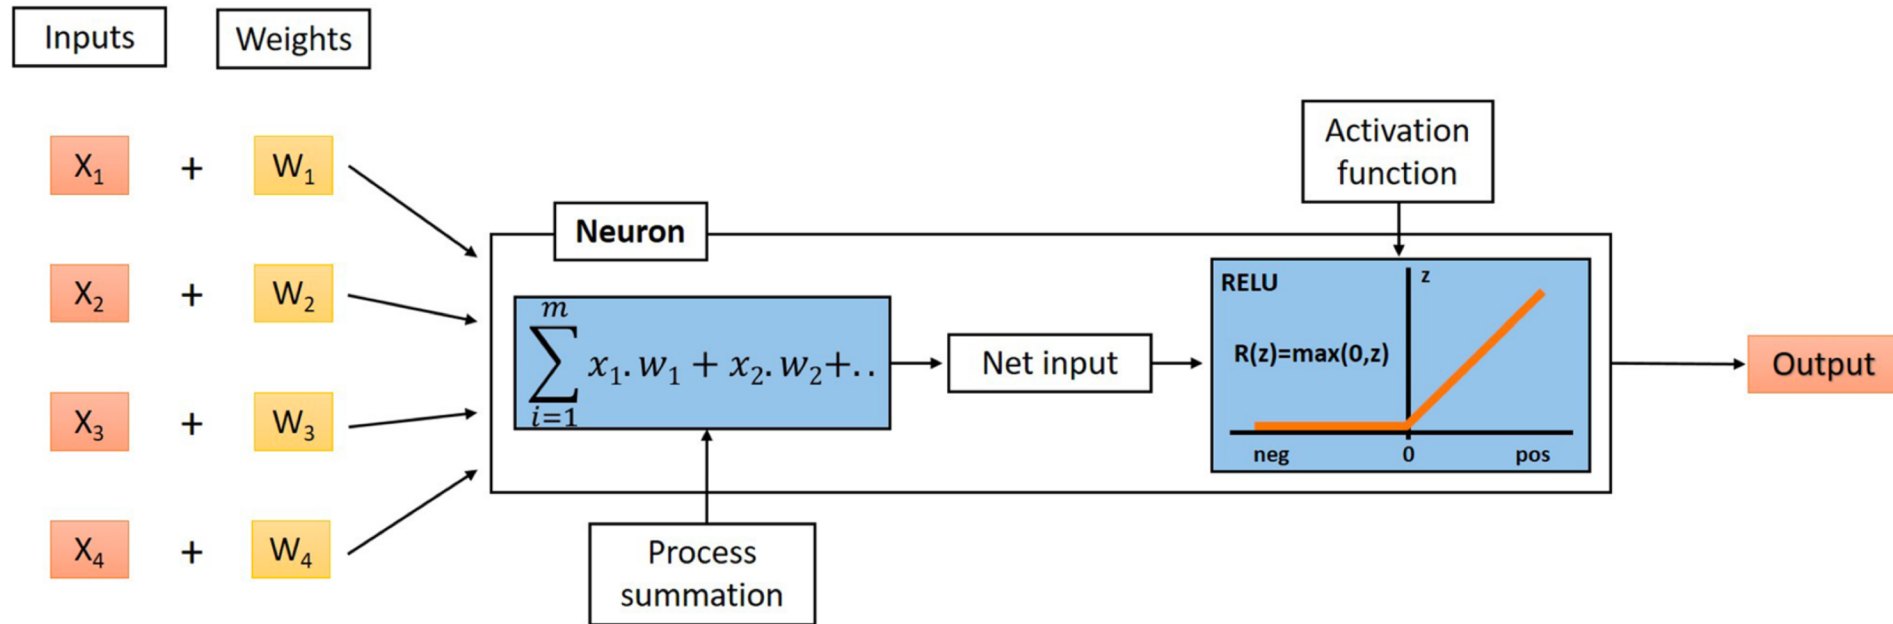 Inputs
Weights
X₁ + W₁
X₂ + W₂
X₃ + W₃
X₄ + W₄
Neuron
m
∑ x₁. w₁ + x₂. w₂+..
i=1
Process
summation
Net input
Activation
function
RELU
z
R(z)=max(0,z)
neg 0 pos
Output